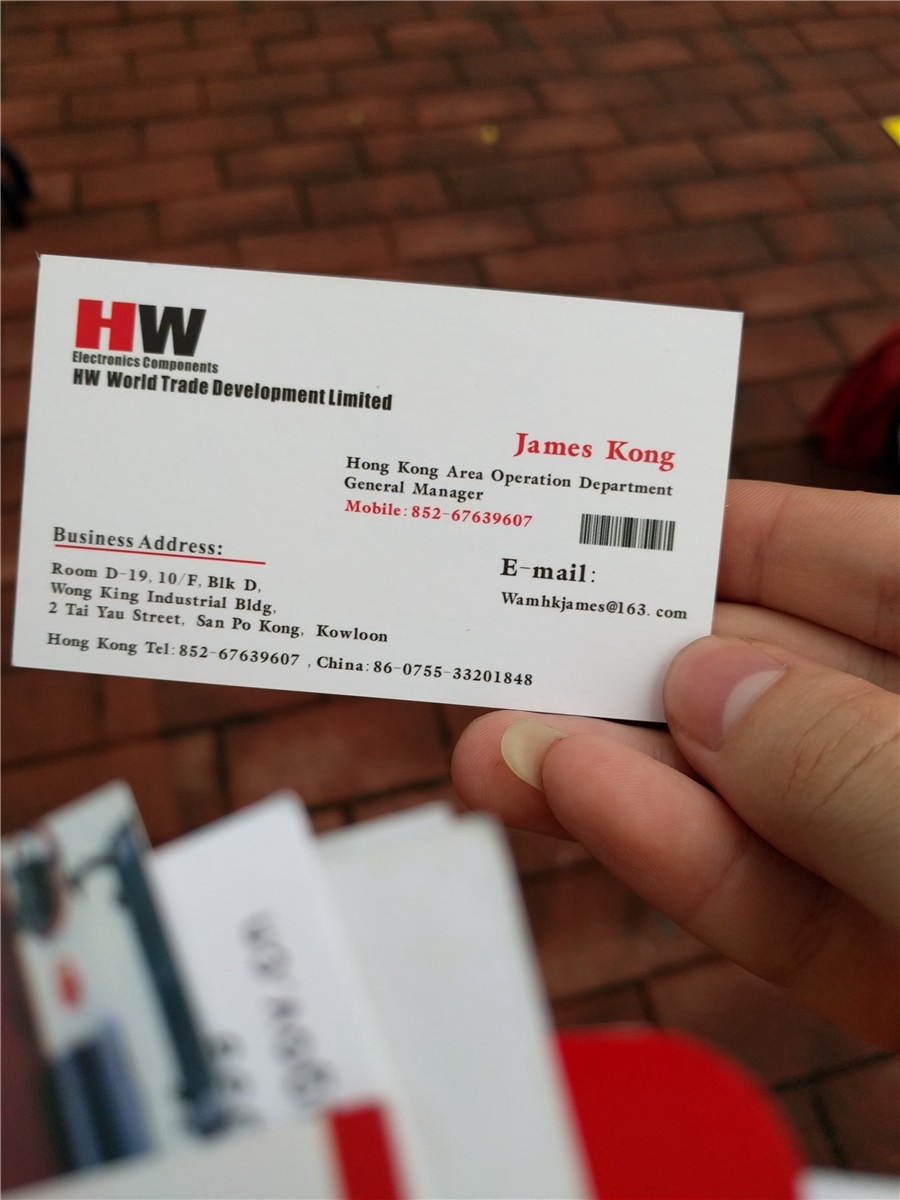 HW
Electronics Components
HW World Trade Development Limited
James Kong
Hong Kong Area Operation Department
General Manager
Mobile:852-67639607
Business Address:
Room D-19, 10/F, Blk D,
Wong King Industrial Bldg,
2 Tai Yau Street, San Po Kong, Kowloon
Hong Kong Tel:852-67639607 , China:86-0755-33201848
E-mail:
Wamhkjames@163. com